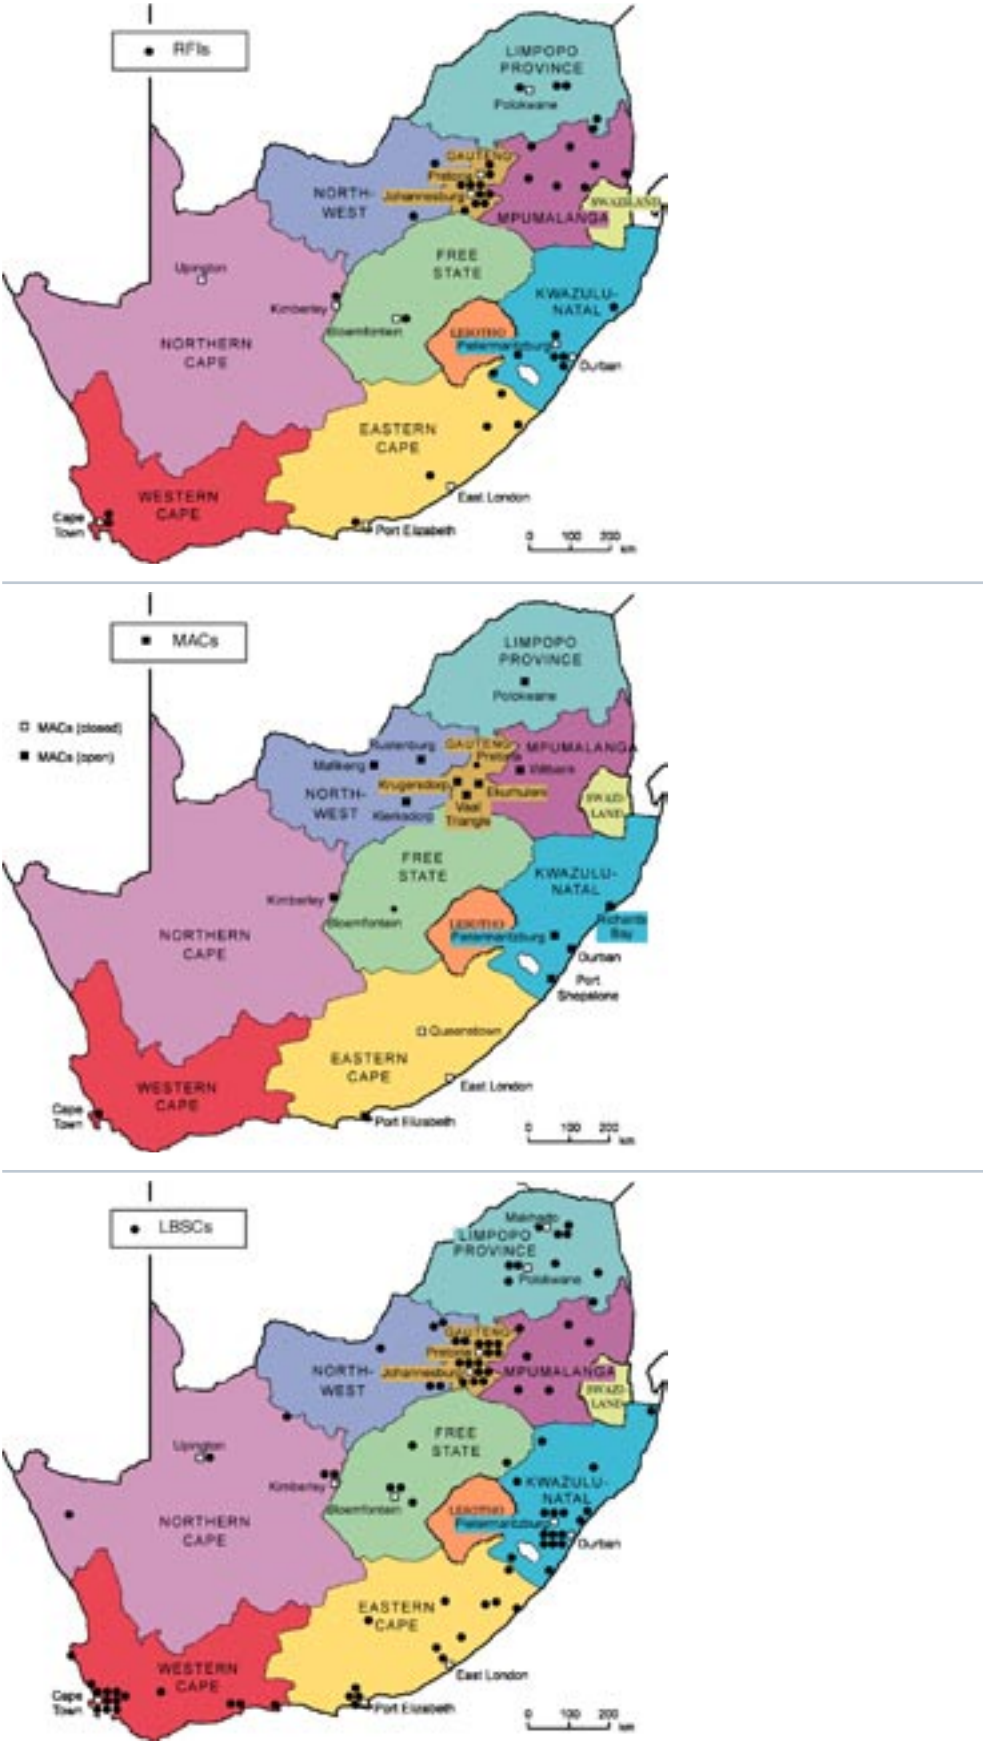 RFIs
LIMPOPO
PROVINCE
Polokwane
GAUTENG
Pretoria
NORTH-
WEST
Johannesburg
SWAZILAND
MPUMALANGA
FREE
STATE
Upington
KWAZULU-
NATAL
Kimberley
Bloemfontein
LESOTHO
Pietermaritzburg
NORTHERN
CAPE
Durban
EASTERN
CAPE
WESTERN
CAPE
East London
Cape
Town
Port Elizabeth
0 100 200
km
MACs
LIMPOPO
PROVINCE
Polokwane
MACs (closed)
MACs (open)
Rustenburg
GAUTENG
MPUMALANGA
Pretoria
Mafikeng
Witbank
Krugersdorp
Ekurhuleni
NORTH-
WEST
SWAZI-
LAND
Klerksdorp
Vaal
Triangle
FREE
STATE
KWAZULU-
NATAL
Kimberley
Bloemfontein
LESOTHO
Richards
Bay
Pietermaritzburg
NORTHERN
CAPE
Durban
Port
Shepstone
Queenstown
EASTERN
CAPE
WESTERN
CAPE
East London
Cape
Town
Port Elizabeth
0 100 200
km
LBSCs
Makhado
LIMPOPO
PROVINCE
Polokwane
GAUTENG
Pretoria
NORTH-
WEST
Johannesburg
MPUMALANGA
SWAZI-
LAND
FREE
STATE
Upington
KWAZULU-
NATAL
Kimberley
Bloemfontein
LESOTHO
Pietermaritzburg
NORTHERN
CAPE
Durban
EASTERN
CAPE
WESTERN
CAPE
East London
Cape
Town
Port Elizabeth
0 100 200
km